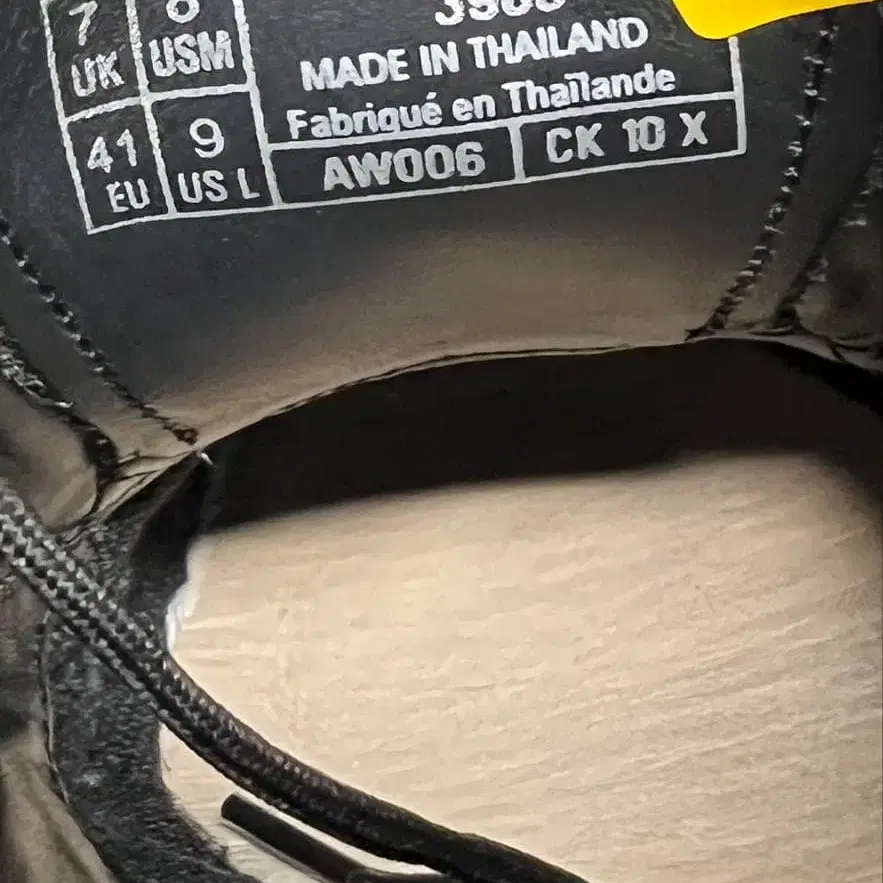 7
UK
8
USM
MADE IN THAILAND
Fabriqué en Thaïlande
41
EU
9
US L
AW006
CK 10 X